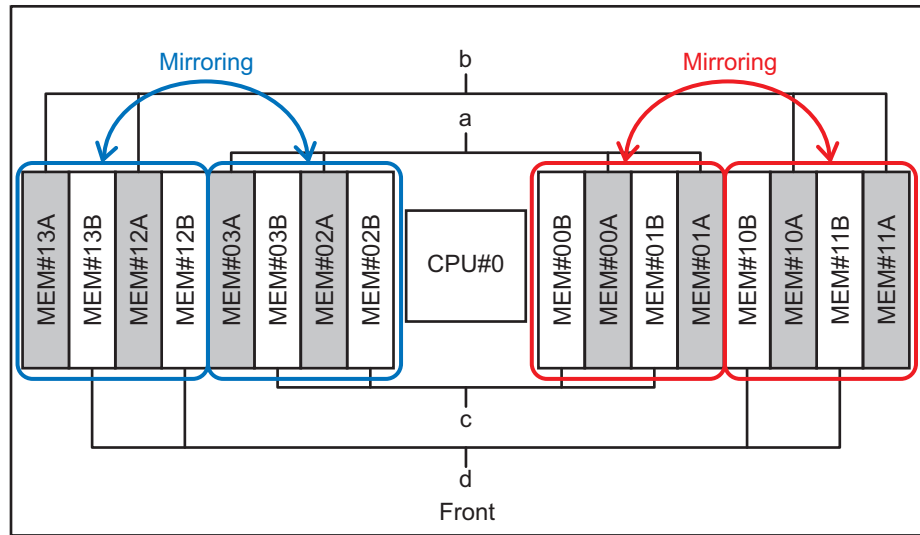 b
Mirroring
Mirroring
a
MEM#13A
MEM#13B
MEM#12A
MEM#12B
MEM#03A
MEM#03B
MEM#02A
MEM#02B
CPU#0
MEM#00B
MEM#00A
MEM#01B
MEM#01A
MEM#10B
MEM#10A
MEM#11B
MEM#11A
c
d
Front